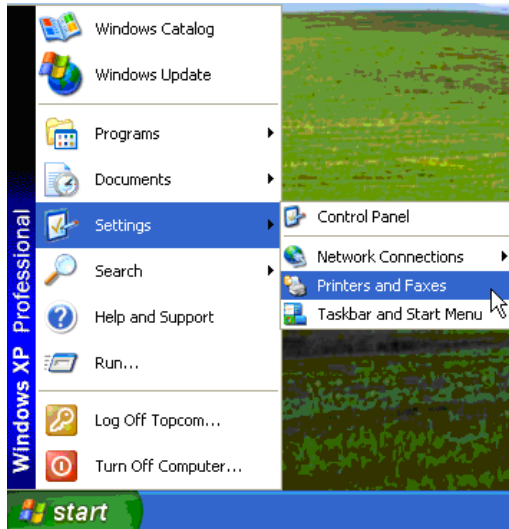 Windows Catalog
Windows Update
Programs
Documents
Settings
Search
Help and Support
Run...
Log Off Topcom...
Turn Off Computer...
Control Panel
Network Connections
Printers and Faxes
Taskbar and Start Menu
Windows XP Professional
start